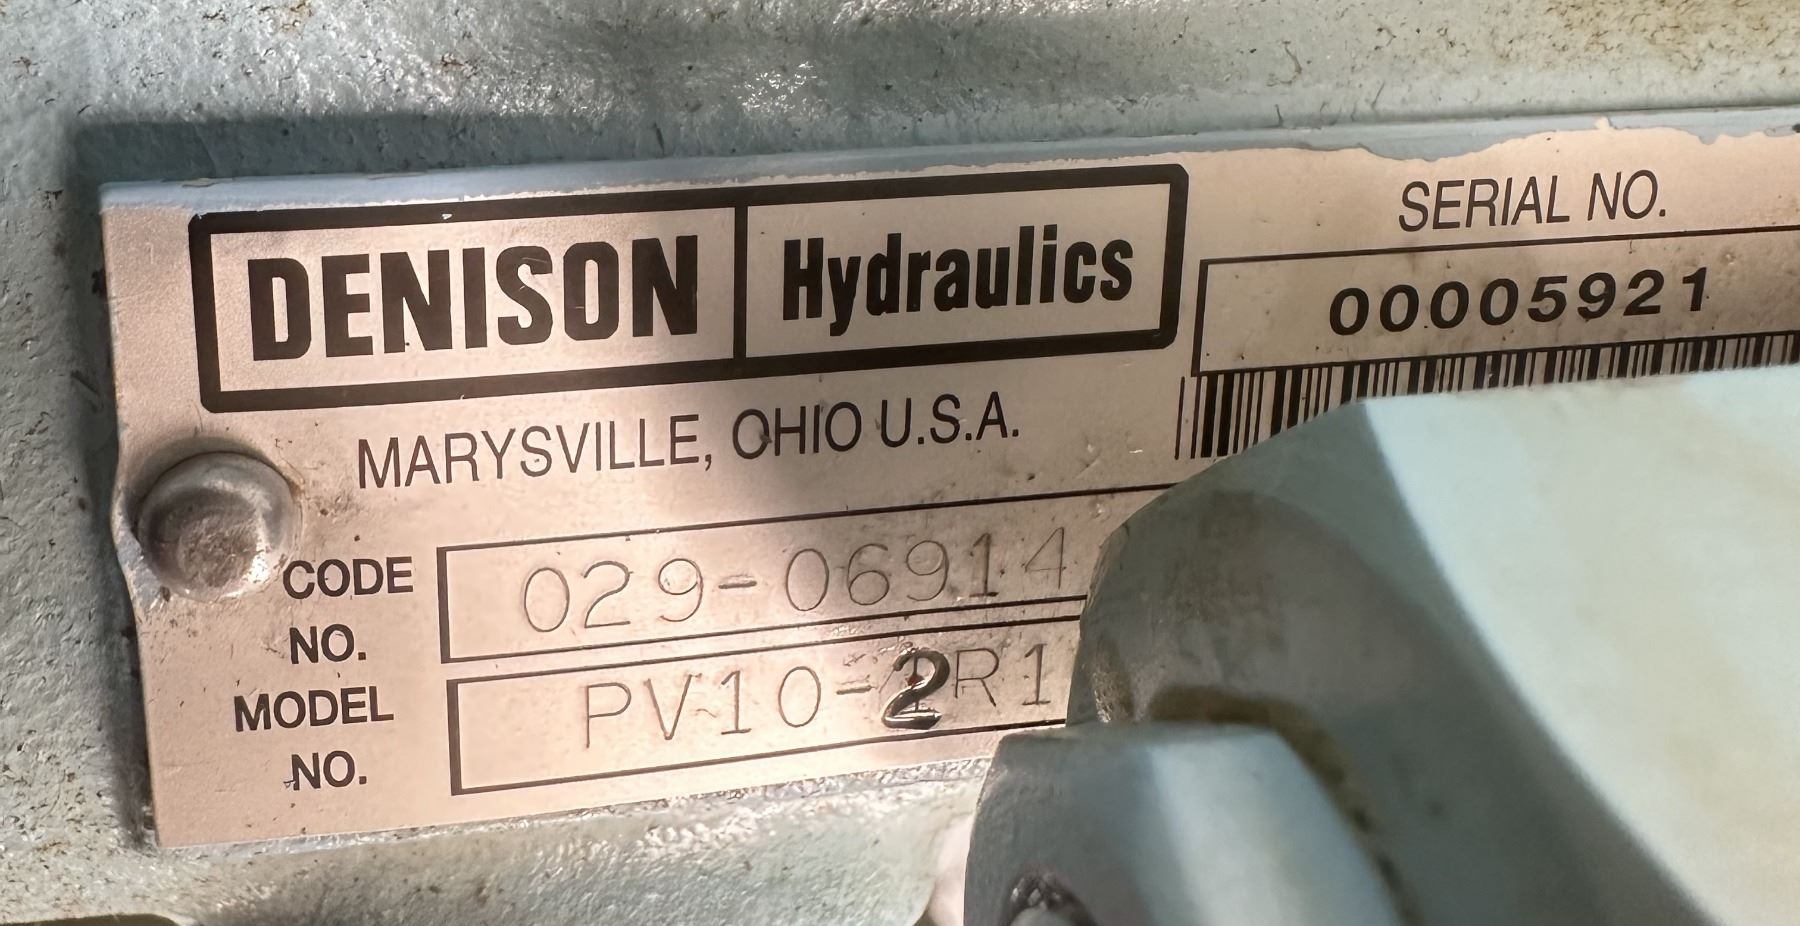 DENISON Hydraulics
MARYSVILLE, OHIO U.S.A.
SERIAL NO.
00005921
CODE NO.
029-06914
MODEL NO.
PV10-2R1